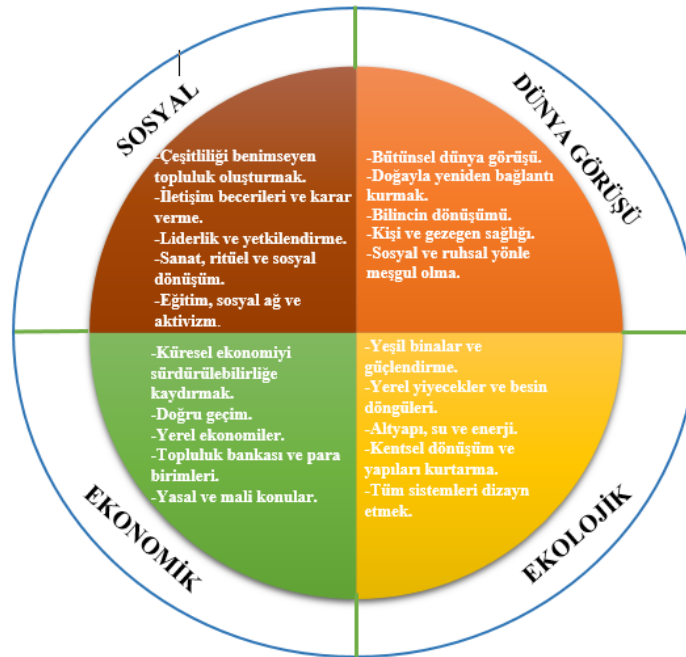 SOSYAL
-Çeşitliliği benimseyen
topluluk oluşturmak.
-İletişim becerileri ve karar
verme.
-Liderlik ve yetkilendirme.
-Sanat, ritüel ve sosyal
dönüşüm.
-Eğitim, sosyal ağ ve
aktivizm.
DÜNYA GÖRÜŞÜ
-Bütünsel dünya görüşü.
-Doğayla yeniden bağlantı
kurmak.
-Bilincin dönüşümü.
-Kişi ve gezegen sağlığı.
-Sosyal ve ruhsal yönle
meşgul olma.
EKONOMİK
-Küresel ekonomiyi
sürdürülebilirliğe
kaydırmak.
-Doğru geçim.
-Yerel ekonomiler.
-Topluluk bankası ve para
birimleri.
-Yasal ve mali konular.
EKOLOJİK
-Yeşil binalar ve
güçlendirme.
-Yerel yiyecekler ve besin
döngüleri.
-Altyapı, su ve enerji.
-Kentsel dönüşüm ve
yapıları kurtarma.
-Tüm sistemleri dizayn
etmek.